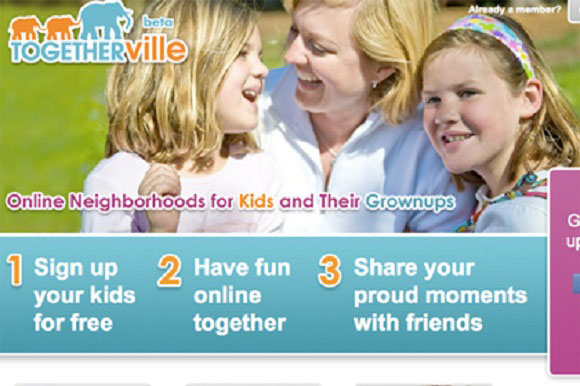 Already a member?
beta
TOGETHERville
Online Neighborhoods for Kids and Their Grownups
1 Sign up
your kids
for free
2 Have fun
online
together
3 Share your
proud moments
with friends
G
up